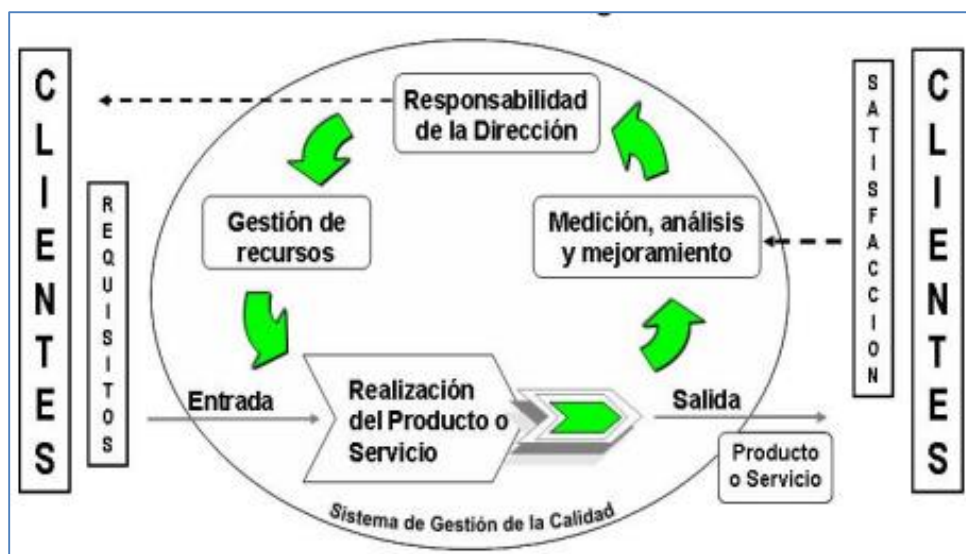 CLIENTES
REQUISITOS
Responsabilidad
de la Dirección
Gestión de
recursos
Medición, análisis
y mejoramiento
Entrada
Realización
del Producto o
Servicio
Salida
Producto
o Servicio
Sistema de Gestión de la Calidad
SATISFACCCION
CLIENTES